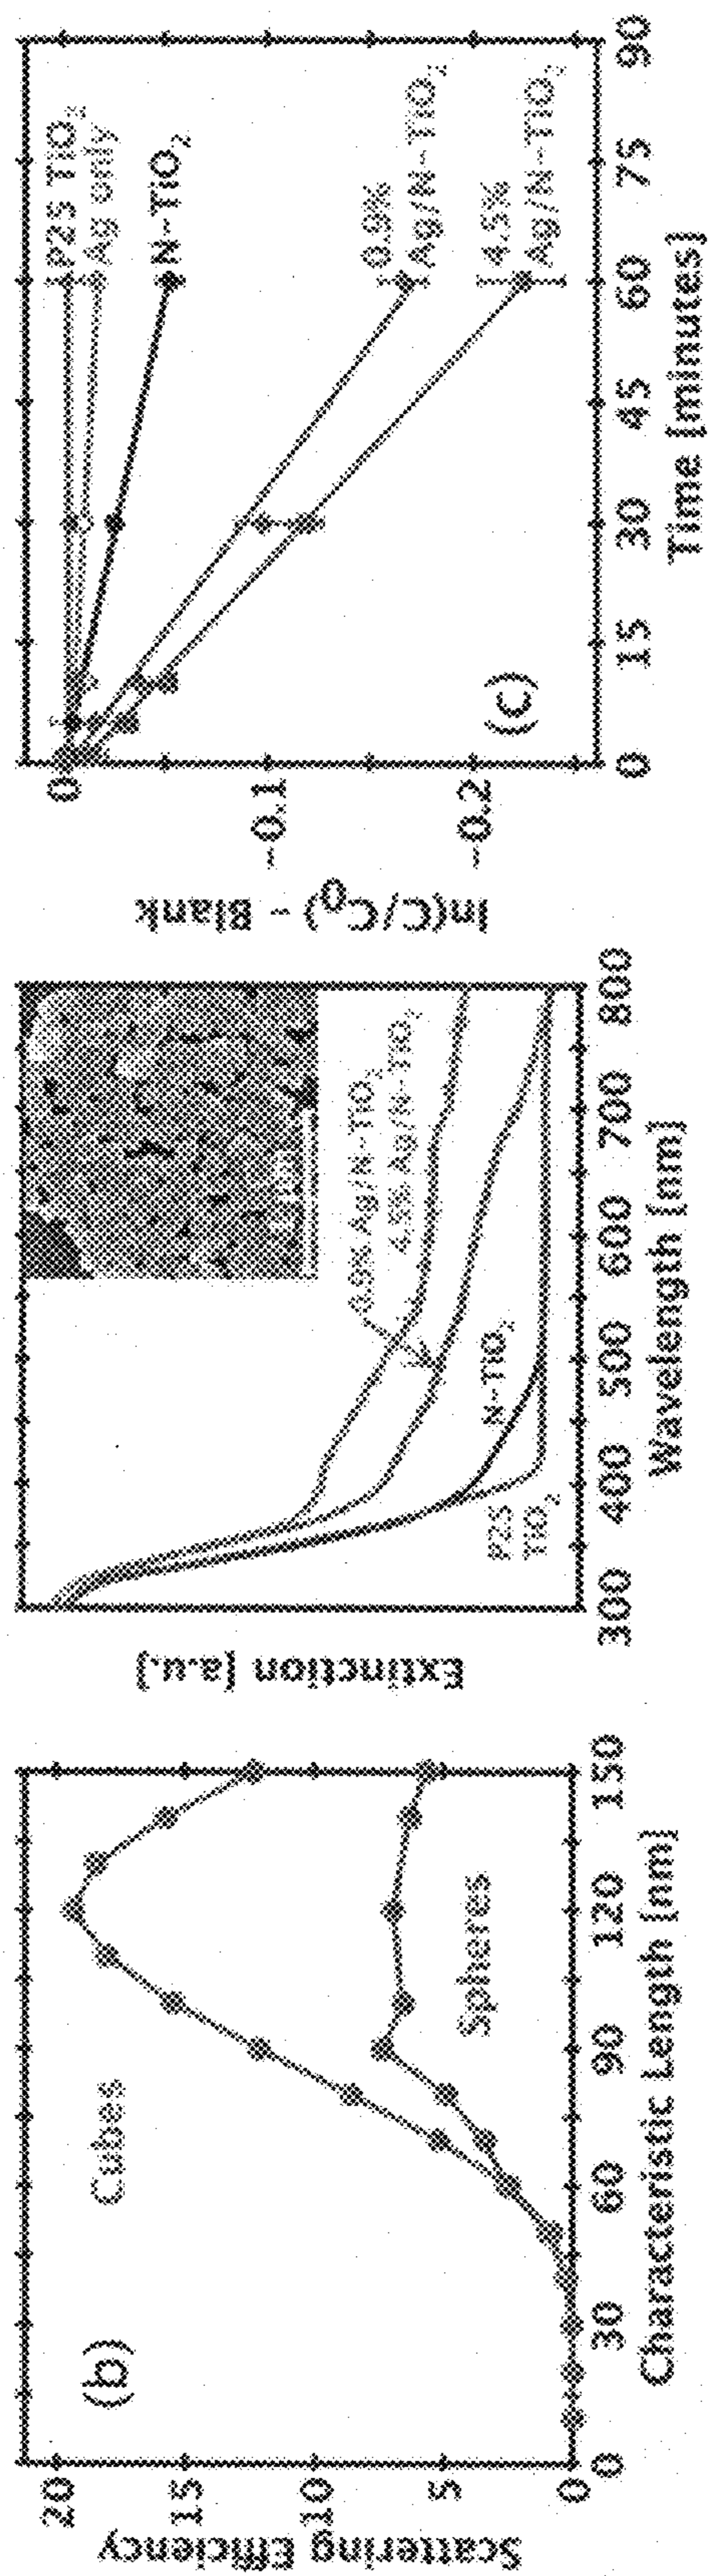 (b)
Scattering Efficiency
20
15
10
5
0
Cubes
Spheres
0 30 60 90 120 150
Characteristic Length [nm]
Extinction [a.u.]
0.9% Ag/N-TiO2
4.5% Ag/N-TiO2
N-TiO2
P25
TiO2
300 400 500 600 700 800
Wavelength [nm]
ln(C/C0) - Blank
0
-0.1
-0.2
P25 TiO2
Ag only
N-TiO2
0.9%
Ag/N-TiO2
4.5%
Ag/N-TiO2
(c)
0 15 30 45 60 75 90
Time [minutes]